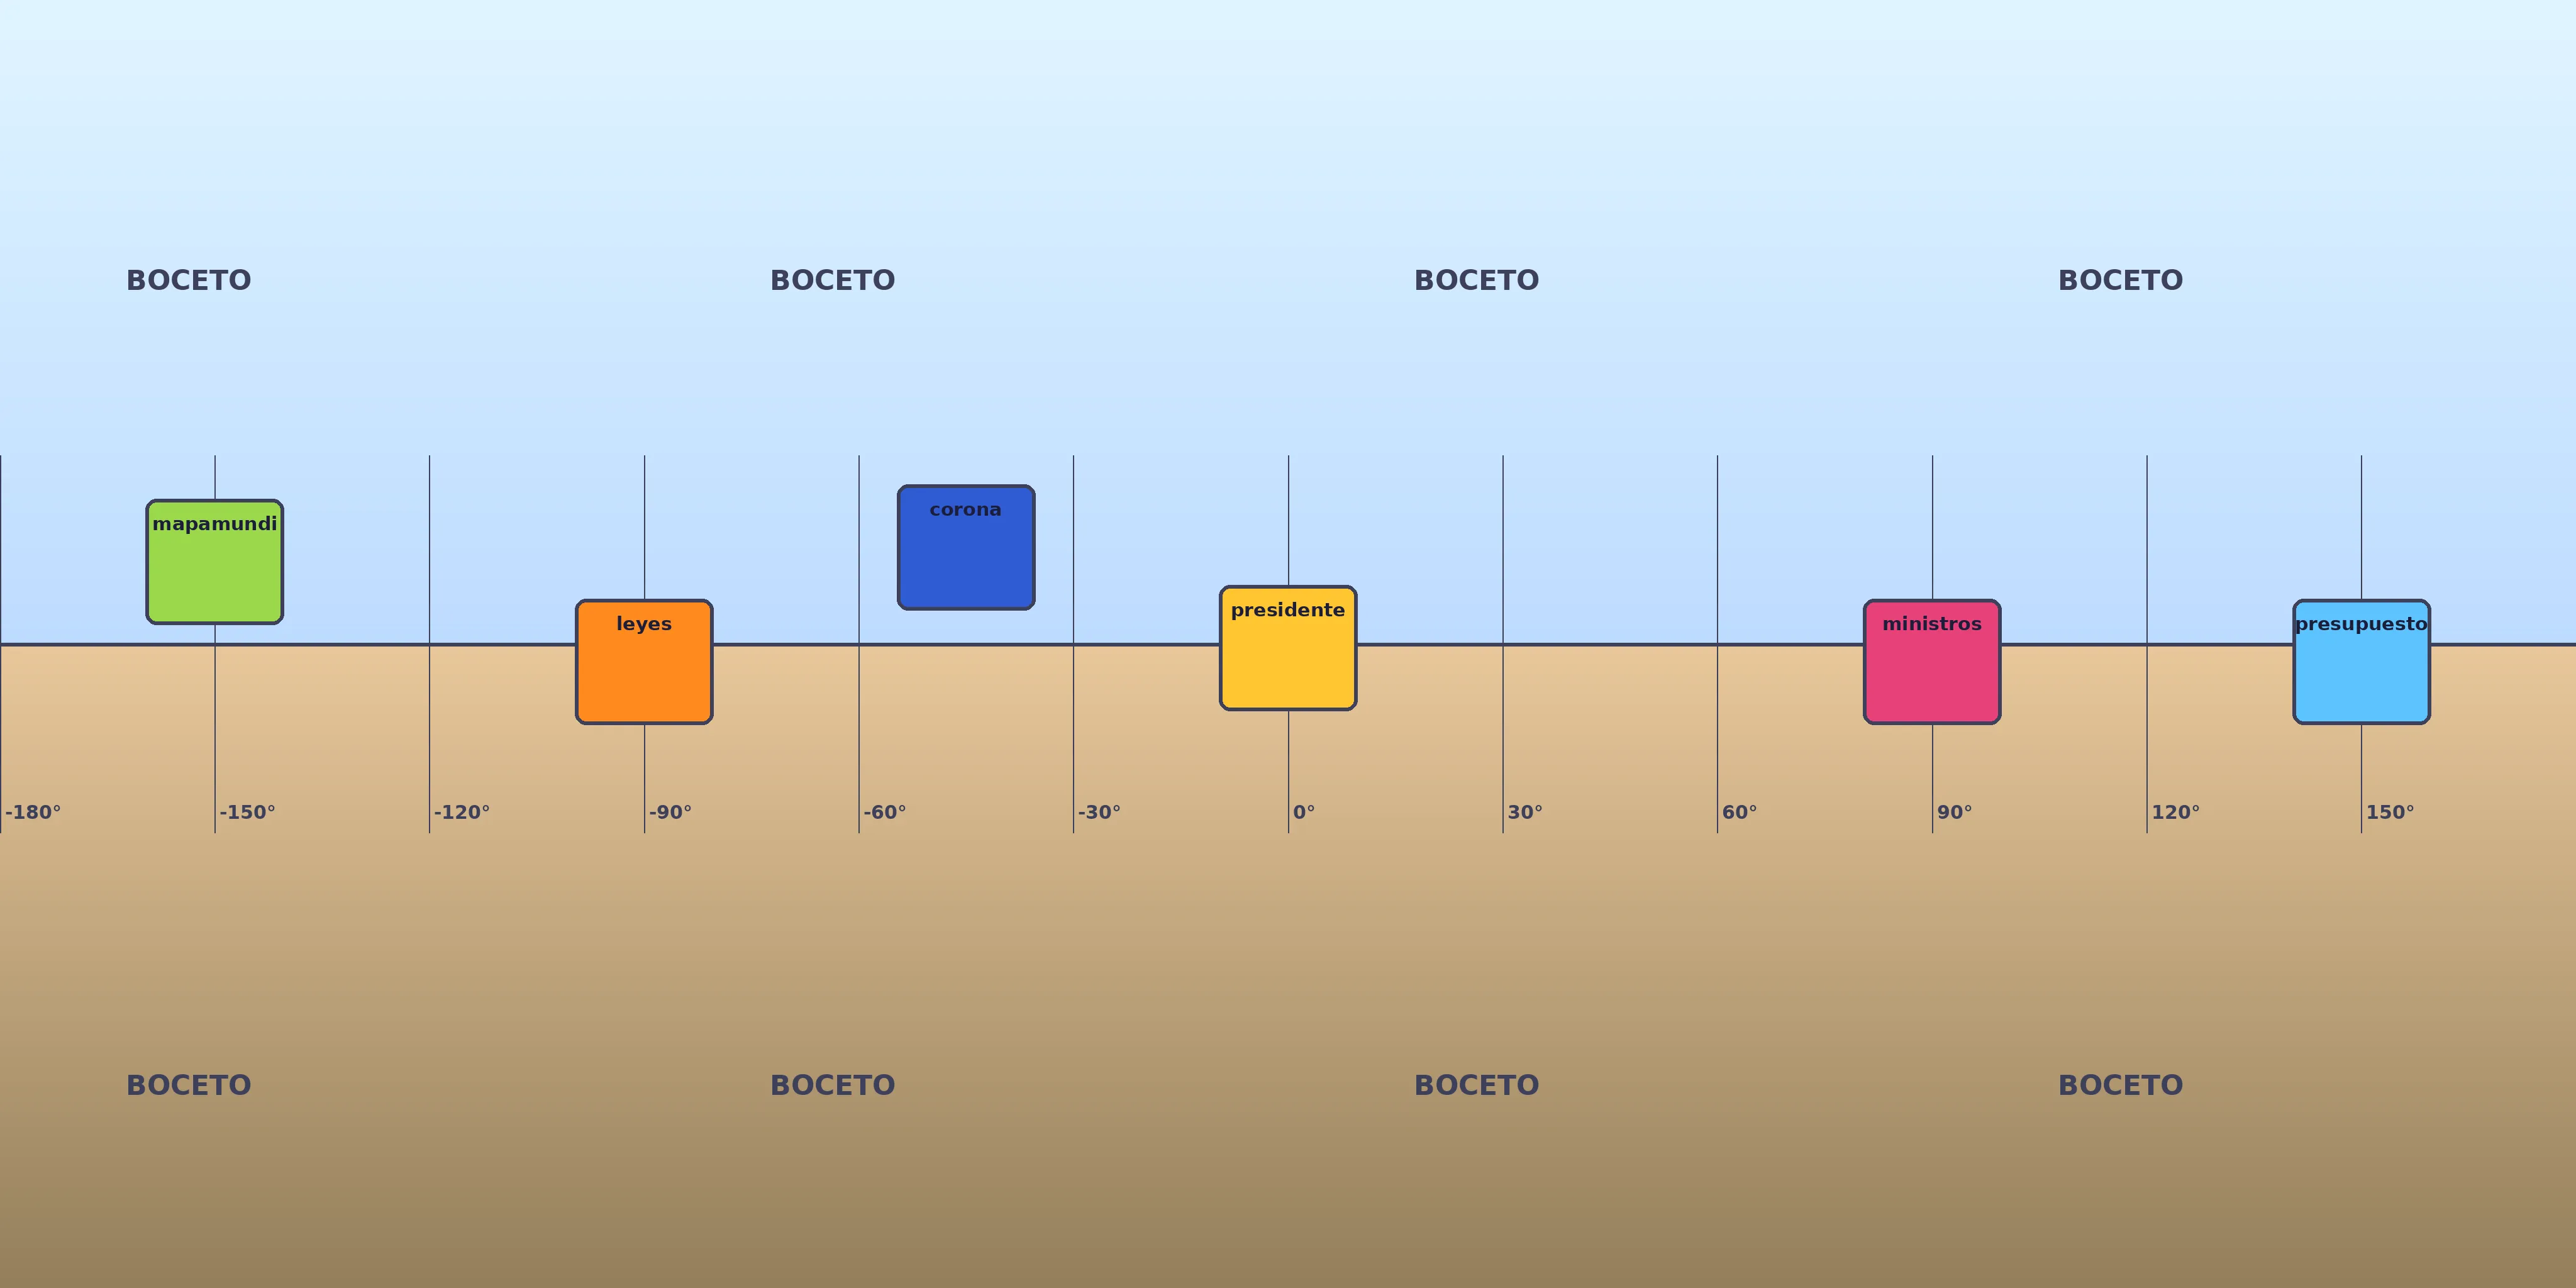 BOCETO
BOCETO
BOCETO
BOCETO
mapamundi
corona
presidente
leyes
ministros
presupuesto
-180°
-150°
-120°
-90°
-60°
-30°
0°
30°
60°
90°
120°
150°
BOCETO
BOCETO
BOCETO
BOCETO